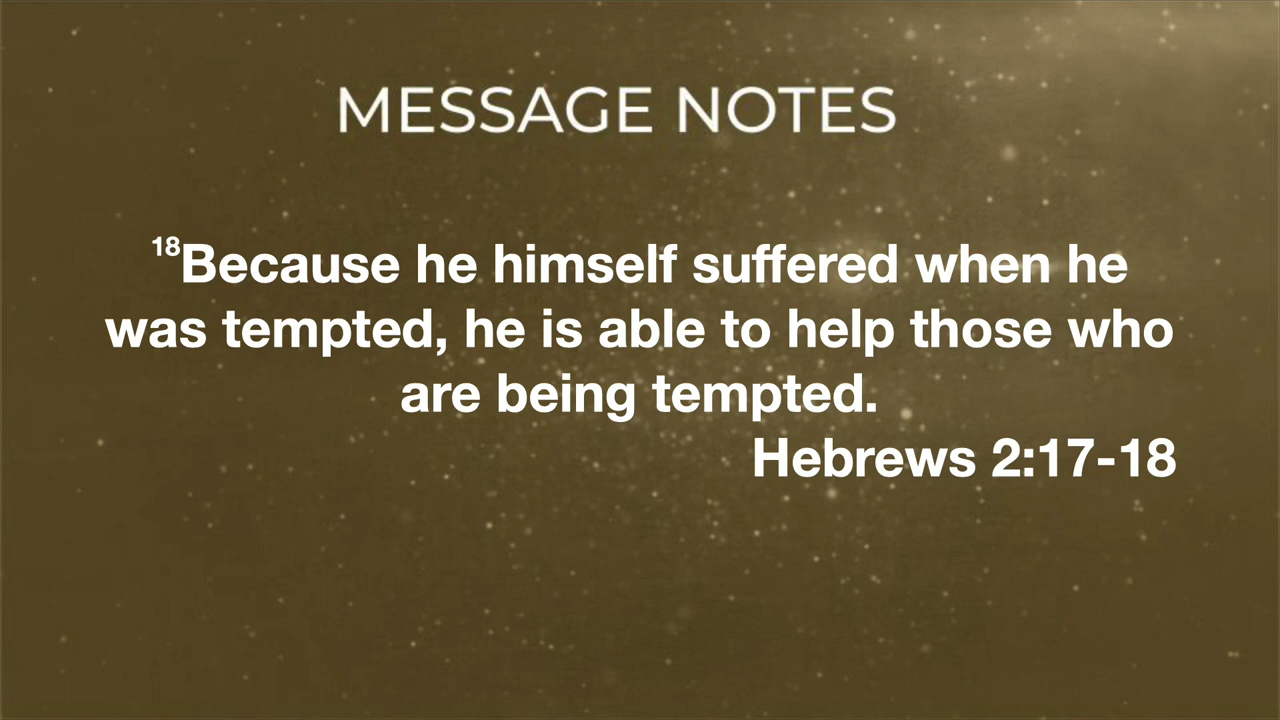 MESSAGE NOTES
18Because he himself suffered when he
was tempted, he is able to help those who
are being tempted.
Hebrews 2:17-18